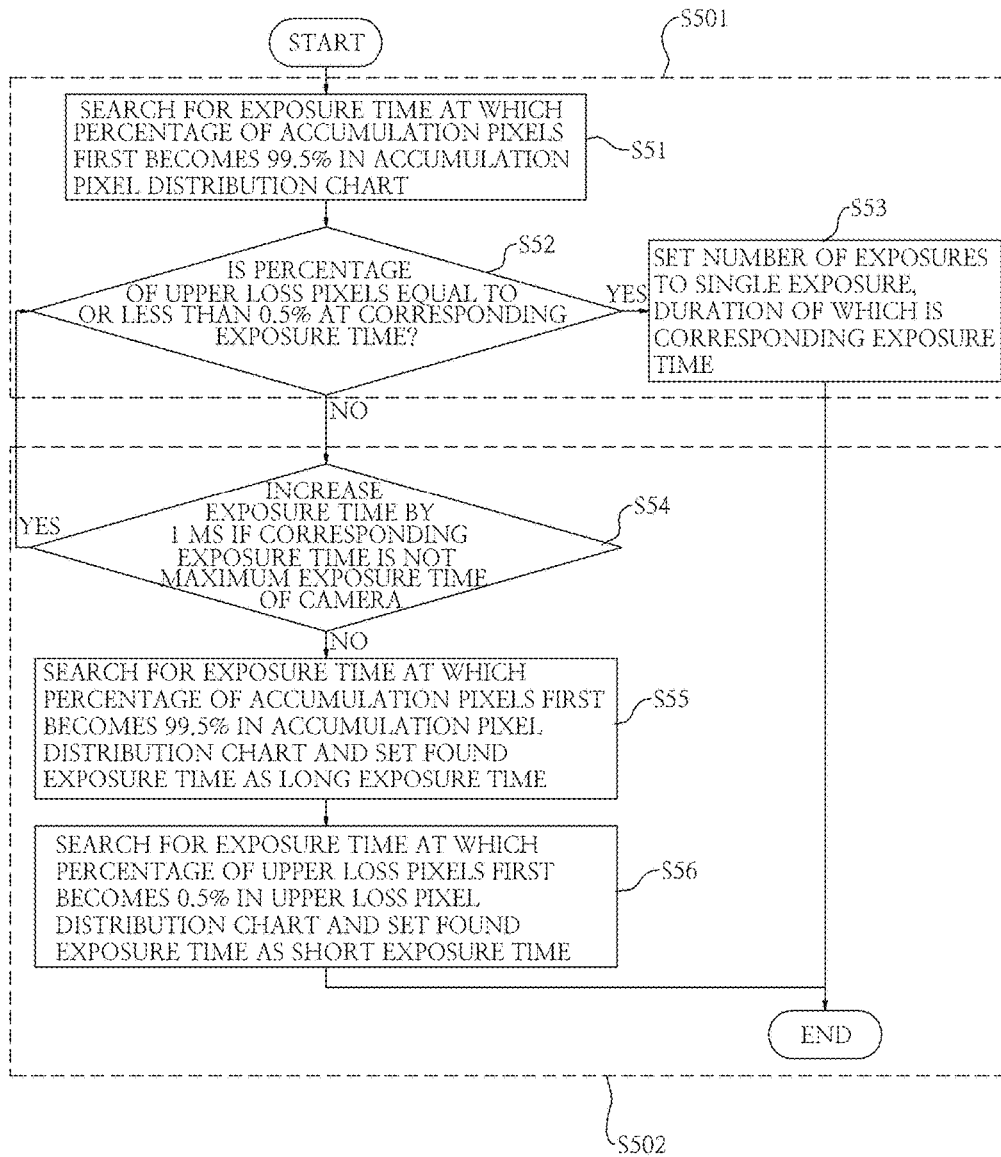 S501
START
SEARCH FOR EXPOSURE TIME AT WHICH
PERCENTAGE OF ACCUMULATION PIXELS
FIRST BECOMES 99.5% IN ACCUMULATION
PIXEL DISTRIBUTION CHART
S51
S52
IS PERCENTAGE
OF UPPER LOSS PIXELS EQUAL TO
OR LESS THAN 0.5% AT CORRESPONDING
EXPOSURE TIME?
YES
S53
SET NUMBER OF EXPOSURES
TO SINGLE EXPOSURE,
DURATION OF WHICH IS
CORRESPONDING EXPOSURE
TIME
NO
INCREASE
EXPOSURE TIME BY
1 MS IF CORRESPONDING
EXPOSURE TIME IS NOT
MAXIMUM EXPOSURE TIME
OF CAMERA
S54
YES
NO
SEARCH FOR EXPOSURE TIME AT WHICH
PERCENTAGE OF ACCUMULATION PIXELS FIRST
BECOMES 99.5% IN ACCUMULATION PIXEL
DISTRIBUTION CHART AND SET FOUND
EXPOSURE TIME AS LONG EXPOSURE TIME
S55
SEARCH FOR EXPOSURE TIME AT WHICH
PERCENTAGE OF UPPER LOSS PIXELS FIRST
BECOMES 0.5% IN UPPER LOSS PIXEL
DISTRIBUTION CHART AND SET FOUND
EXPOSURE TIME AS SHORT EXPOSURE TIME
S56
END
S502